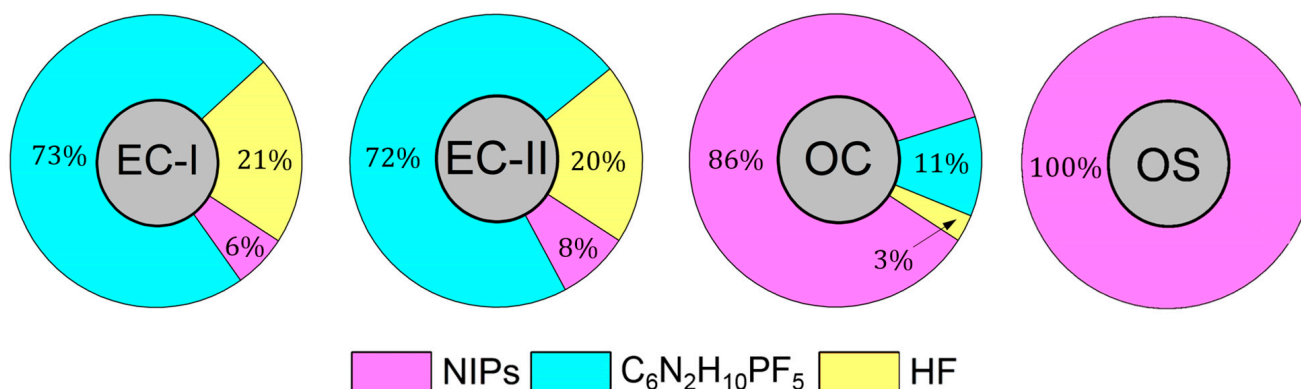 73% EC-I 21% 6%
72% EC-II 20% 8%
86% OC 11% 3%
100% OS
NIPs C₆N₂H₁₀PF₅ HF